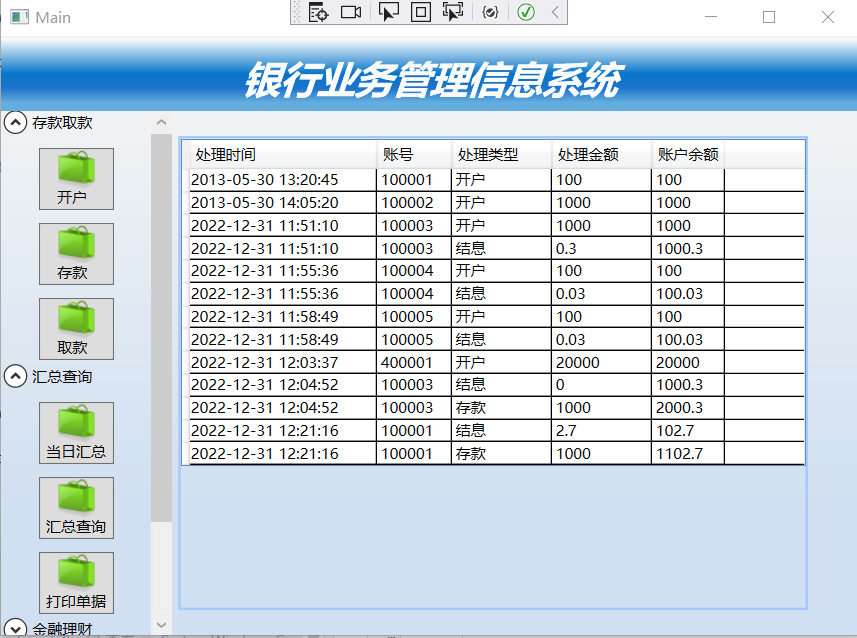 Main
银行业务管理信息系统
存款取款
开户
存款
取款
汇总查询
当日汇总
汇总查询
打印单据
金融理财
处理时间 账号 处理类型 处理金额 账户余额
2013-05-30 13:20:45 100001 开户 100 100
2013-05-30 14:05:20 100002 开户 1000 1000
2022-12-31 11:51:10 100003 开户 1000 1000
2022-12-31 11:51:10 100003 结息 0.3 1000.3
2022-12-31 11:55:36 100004 开户 100 100
2022-12-31 11:55:36 100004 结息 0.03 100.03
2022-12-31 11:58:49 100005 开户 100 100
2022-12-31 11:58:49 100005 结息 0.03 100.03
2022-12-31 12:03:37 400001 开户 20000 20000
2022-12-31 12:04:52 100003 结息 0 1000.3
2022-12-31 12:04:52 100003 存款 1000 2000.3
2022-12-31 12:21:16 100001 结息 2.7 102.7
2022-12-31 12:21:16 100001 存款 1000 1102.7